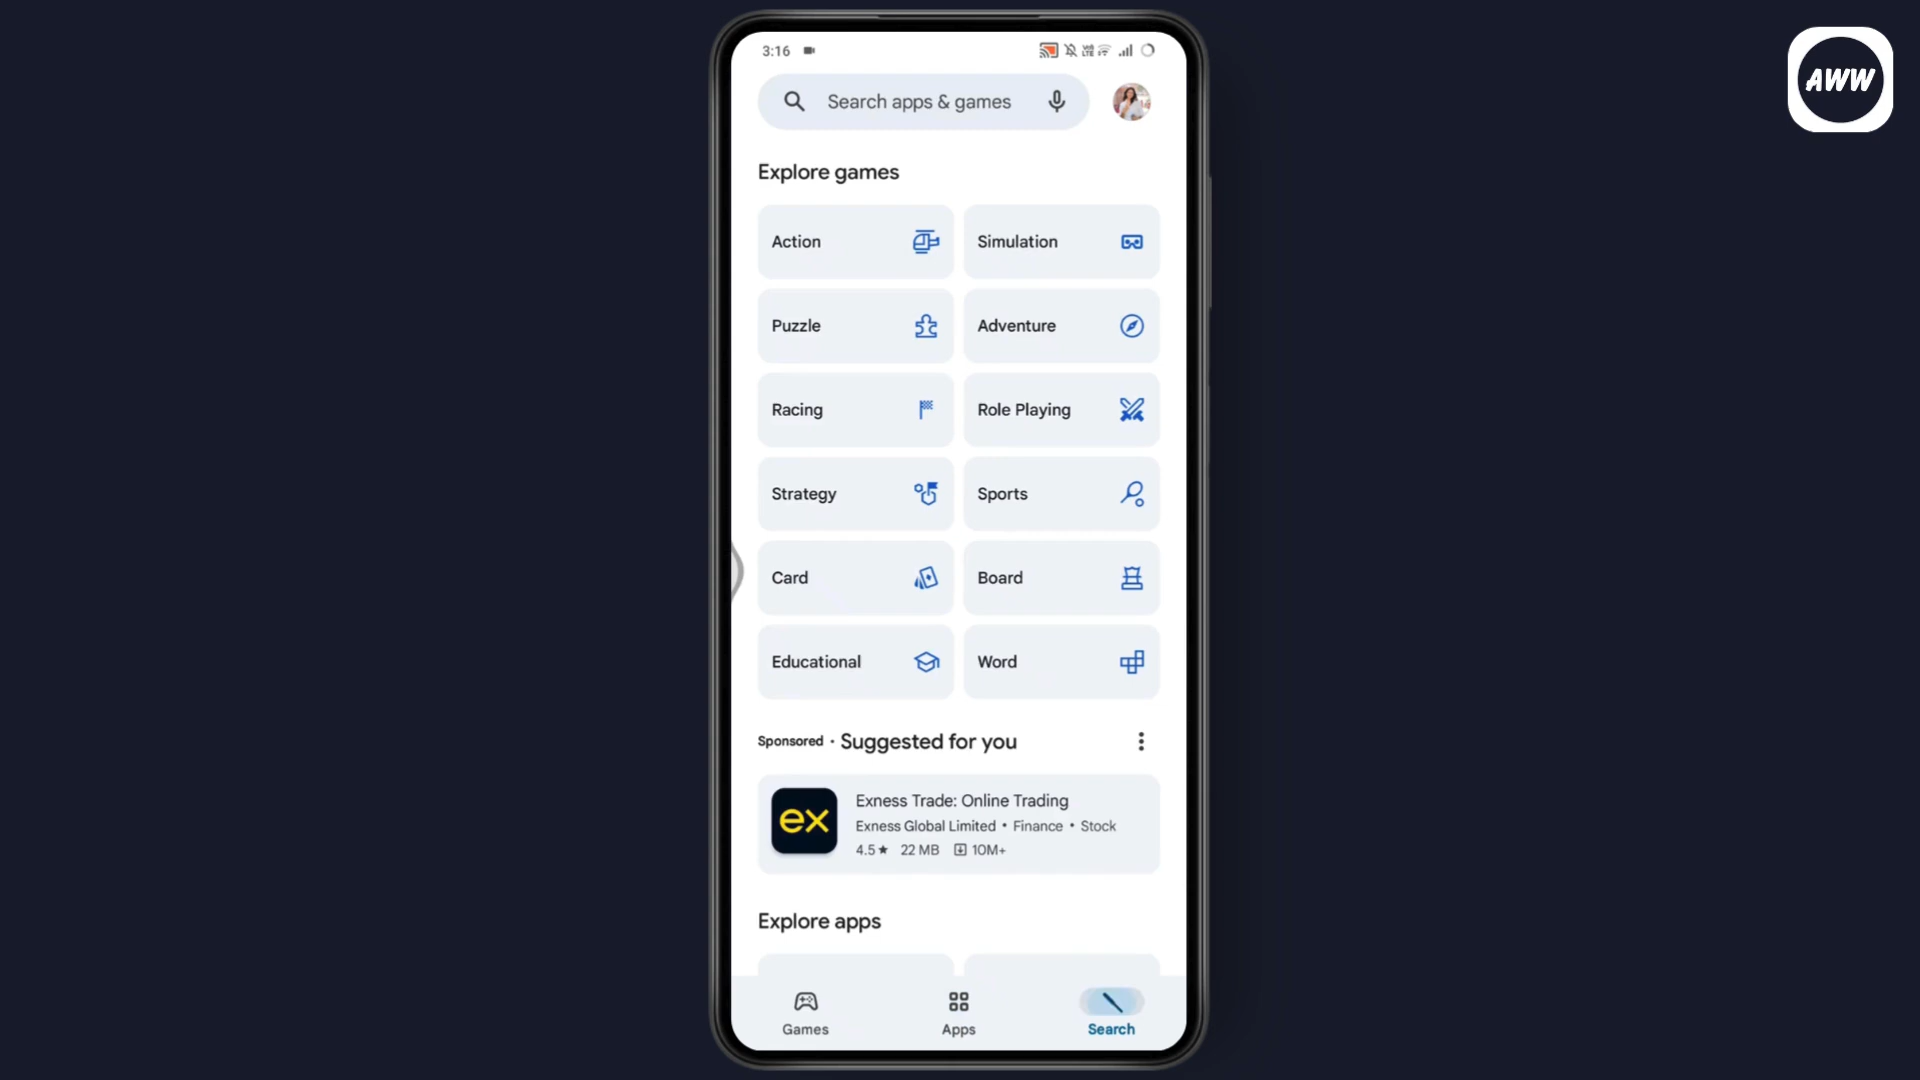 3:16
AWW
Search apps & games
Explore games
Action
Simulation
Puzzle
Adventure
Racing
Role Playing
Strategy
Sports
Card
Board
Educational
Word
Sponsored · Suggested for you
ex
Exness Trade: Online Trading
Exness Global Limited • Finance • Stock
4.5★ 22 MB 10M+
Explore apps
Games
Apps
Search